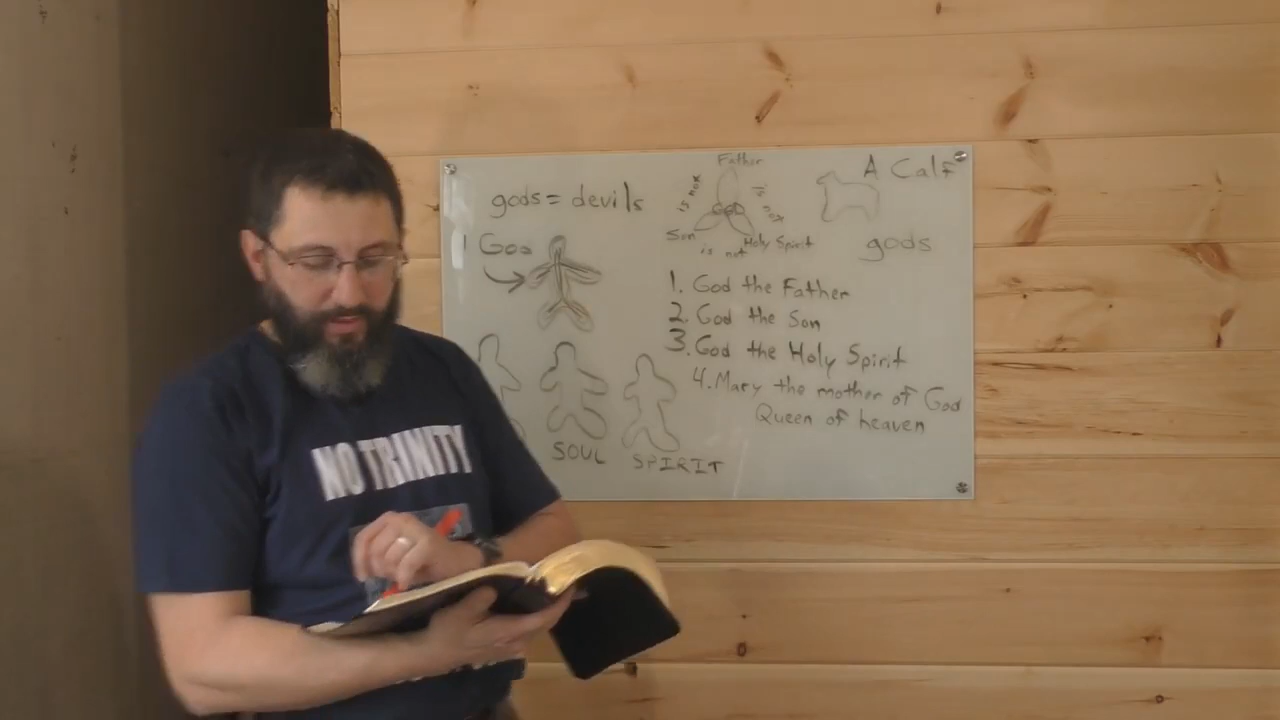 gods = devils
1 God
SOUL
SPIRIT
Father
is not
is not
GOD
Son
Holy Spirit
is not
A Calf
gods
1. God the Father
2. God the Son
3. God the Holy Spirit
4. Mary the mother of God
Queen of heaven
NO TRINITY